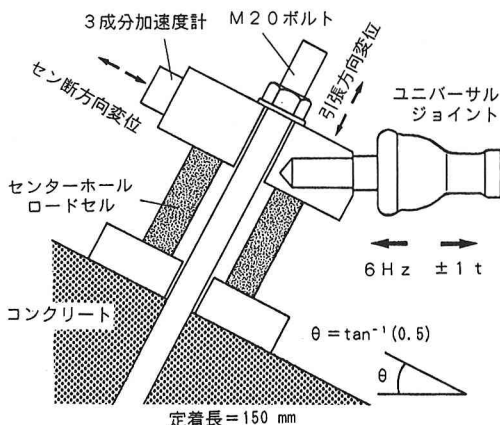 3成分加速度計
M20ボルト
セン断方向変位
引張方向変位
ユニバーサル
ジョイント
センターホール
ロードセル
6Hz ±1t
コンクリート
θ=tan⁻¹(0.5)
θ
定着長=150 mm